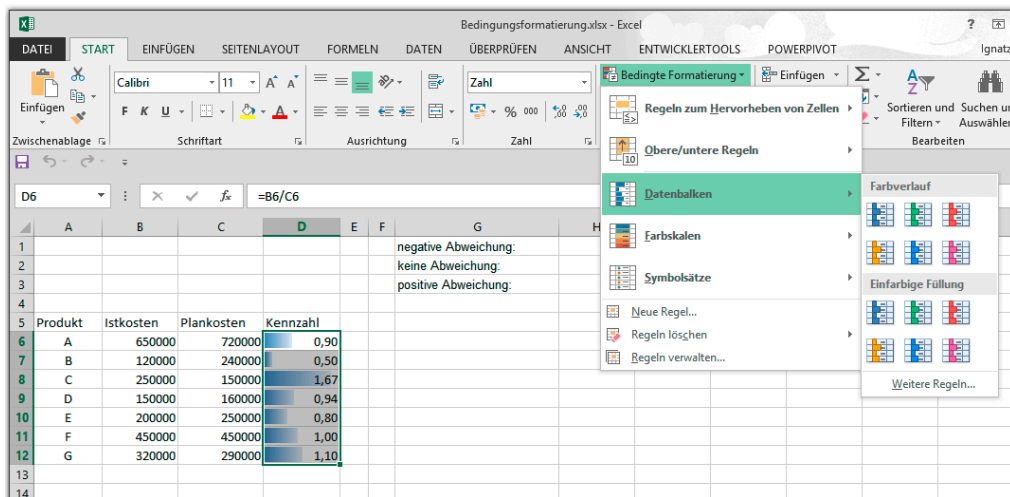 Bedingungsformatierung.xlsx - Excel ?
DATEI START EINFÜGEN SEITENLAYOUT FORMELN DATEN ÜBERPRÜFEN ANSICHT ENTWICKLERTOOLS POWERPIVOT Ignatz
Calibri 11 Zahl Bedingte Formatierung Einfügen Σ
Einfügen F K U A % 000 Sortieren und Suchen un
Filtern Auswählen
Zwischenablage Schriftart Ausrichtung Zahl Bearbeiten
Regeln zum Hervorheben von Zellen
Obere/untere Regeln
Datenbalken
Farbskalen
Symbolsätze
Neue Regel...
Regeln löschen
Regeln verwalten...
Farbverlauf
Einfarbige Füllung
Weitere Regeln...
D6 fx =B6/C6
A B C D E F G H
1 negative Abweichung:
2 keine Abweichung:
3 positive Abweichung:
4
5 Produkt Istkosten Plankosten Kennzahl
6 A 650000 720000 0,90
7 B 120000 240000 0,50
8 C 250000 150000 1,67
9 D 150000 160000 0,94
10 E 200000 250000 0,80
11 F 450000 450000 1,00
12 G 320000 290000 1,10
13
14